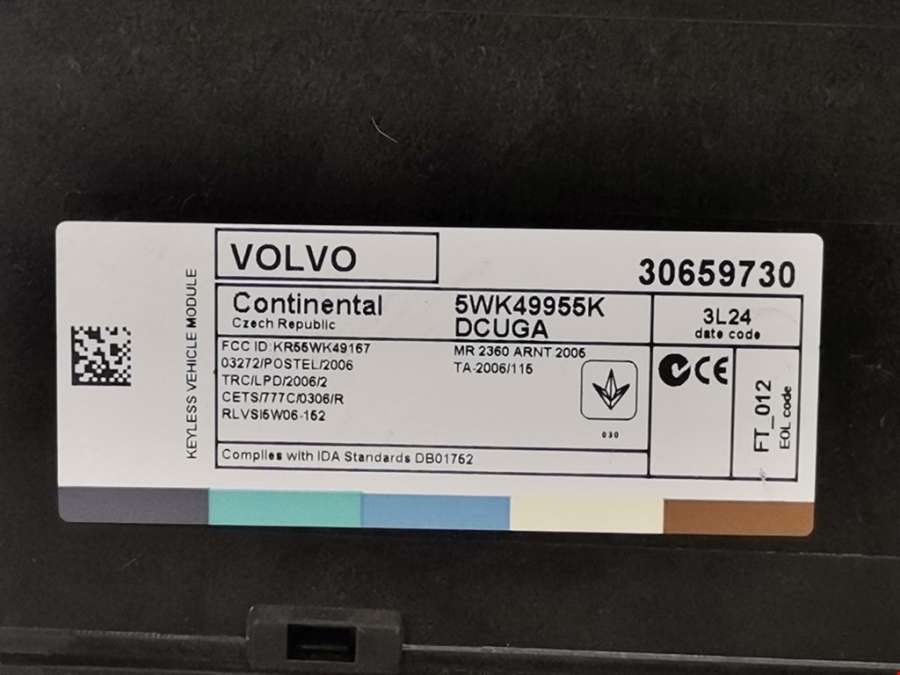 KEYLESS VEHICLE MODULE
VOLVO
30659730
Continental
Czech Republic
5WK49955K
DCUGA
3L24
date code
FCC ID KR55WK49167
03272/POSTEL/2006
TRC/LPD/2006/2
CETS/777C/0306/R
RLVSI5W06-152
MR 2360 ARNT 2006
TA-2006/115
030
CE
FT_012
EOL code
Complies with IDA Standards DB01752